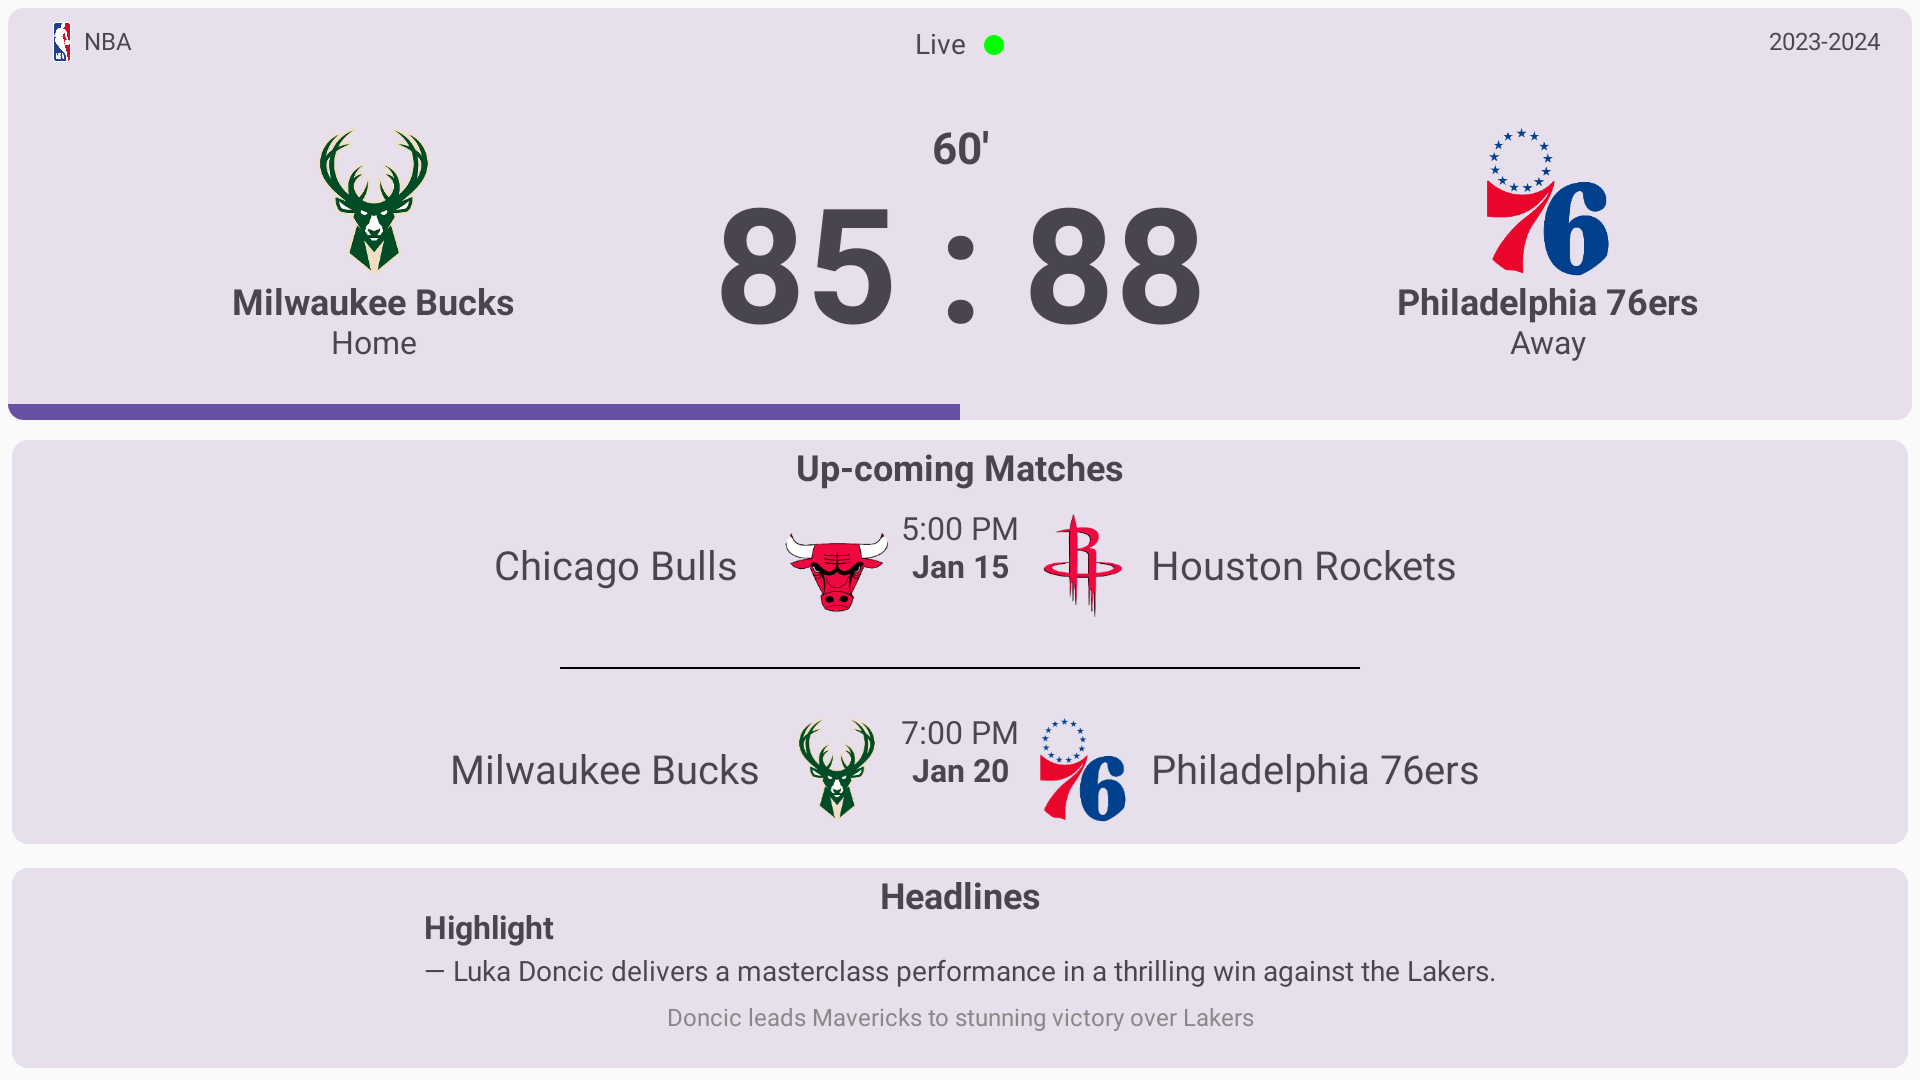 NBA
Live
2023-2024
60'
85 : 88
76
Milwaukee Bucks
Home
Philadelphia 76ers
Away
Up-coming Matches
Chicago Bulls
5:00 PM
Jan 15
R
Houston Rockets
Milwaukee Bucks
7:00 PM
Jan 20
76
Philadelphia 76ers
Headlines
Highlight
— Luka Doncic delivers a masterclass performance in a thrilling win against the Lakers.
Doncic leads Mavericks to stunning victory over Lakers